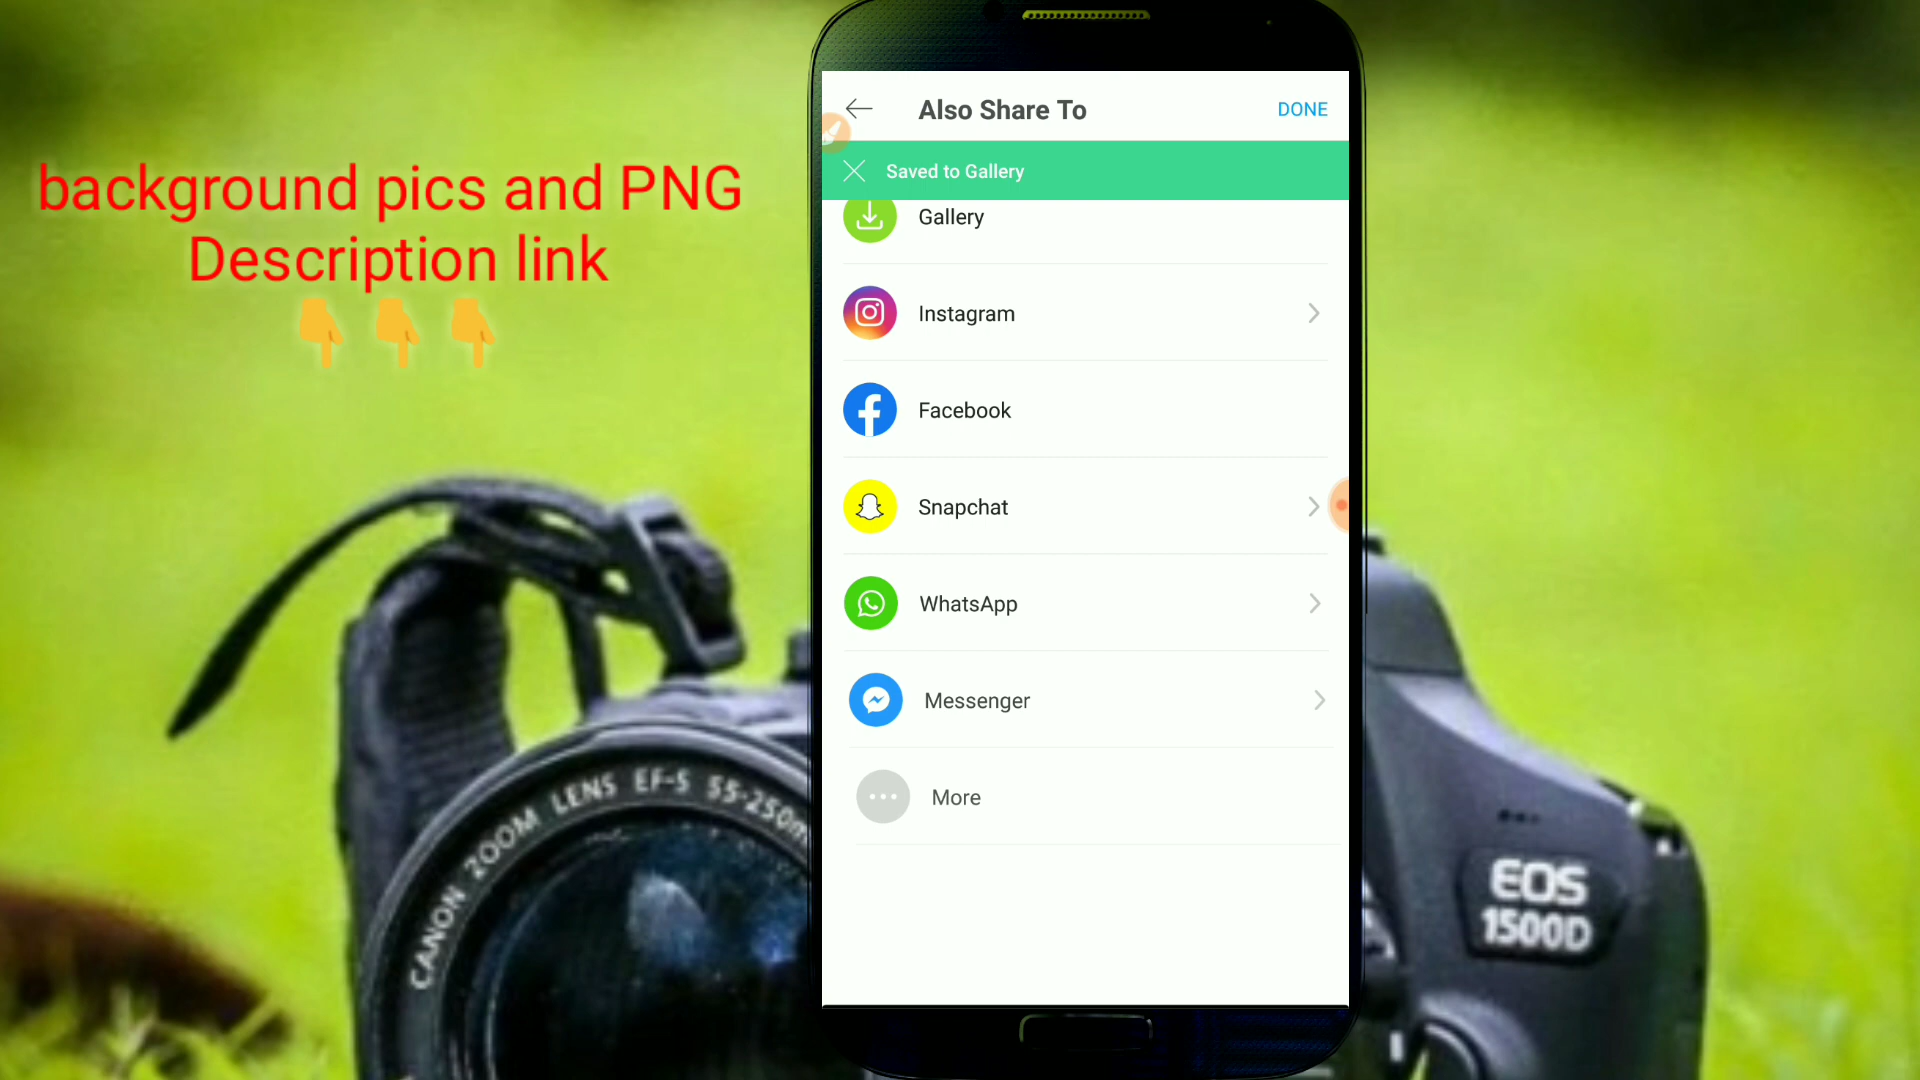 background pics and PNG
Description link
👇👇👇
Also Share To
DONE
Saved to Gallery
Gallery
Instagram
Facebook
Snapchat
WhatsApp
Messenger
More
CANON ZOOM LENS EF-S 55-250m
EOS
1500D